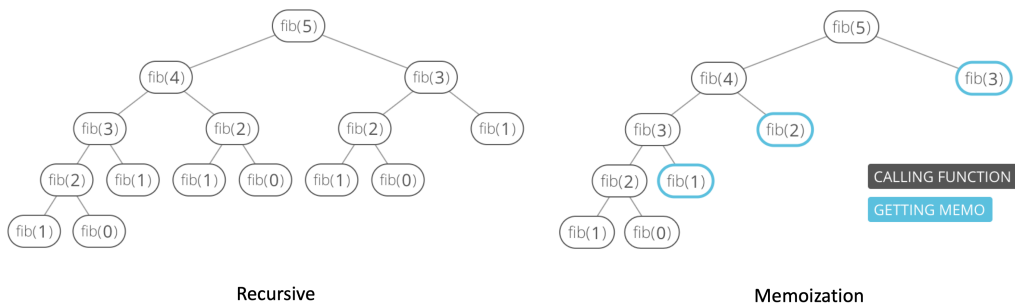 fib(5)
fib(4) fib(3)
fib(3) fib(2) fib(2) fib(1)
fib(2) fib(1) fib(1) fib(0) fib(1) fib(0)
fib(1) fib(0)
Recursive
fib(5)
fib(4) fib(3)
fib(3) fib(2)
fib(2) fib(1)
fib(1) fib(0)
CALLING FUNCTION
GETTING MEMO
Memoization